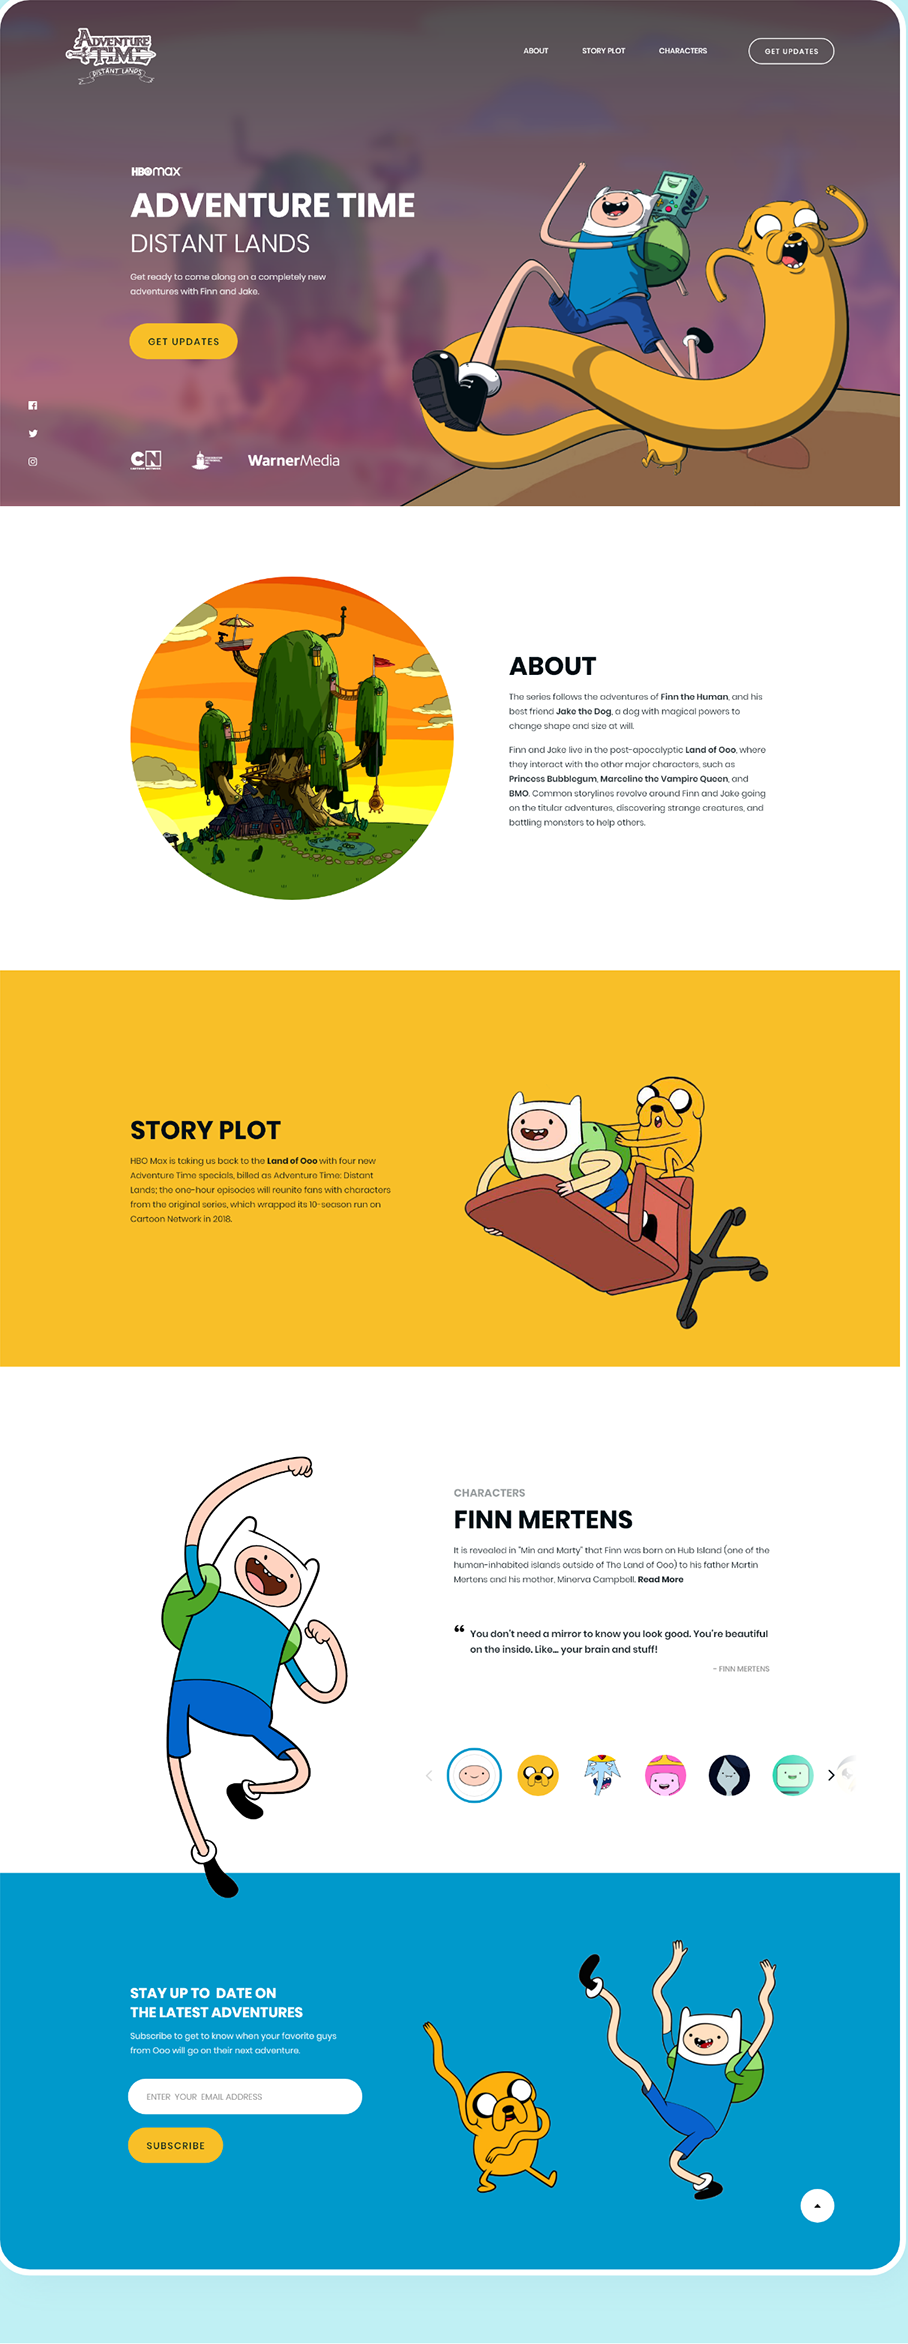 ADVENTURE
TIME
DISTANT LANDS
ABOUT
STORY PLOT
CHARACTERS
GET UPDATES
HBO max
ADVENTURE TIME
DISTANT LANDS
Get ready to come along on a completely new
adventures with Finn and Jake.
GET UPDATES
CN
CARTOON NETWORK
WarnerMedia
ABOUT
The series follows the adventures of Finn the Human, and his
best friend Jake the Dog, a dog with magical powers to
change shape and size at will.
Finn and Jake live in the post-apocalyptic Land of Ooo, where
they interact with the other major characters, such as
Princess Bubblegum, Marceline the Vampire Queen, and
BMO. Common storylines revolve around Finn and Jake going
on the titular adventures, discovering strange creatures, and
battling monsters to help others.
STORY PLOT
HBO Max is taking us back to the Land of Ooo with four new
Adventure Time specials, billed as Adventure Time: Distant
Lands; the one-hour episodes will reunite fans with characters
from the original series, which wrapped its 10-season run on
Cartoon Network in 2018.
CHARACTERS
FINN MERTENS
It is revealed in "Min and Marty" that Finn was born on Hub Island (one of the
human-inhabited islands outside of The Land of Ooo) to his father Martin
Mertens and his mother, Minerva Campbell. Read More
“ You don't need a mirror to know you look good. You're beautiful
on the inside. Like... your brain and stuff!
- FINN MERTENS
STAY UP TO DATE ON
THE LATEST ADVENTURES
Subscribe to get to know when your favorite guys
from Ooo will go on their next adventure.
ENTER YOUR EMAIL ADDRESS
SUBSCRIBE